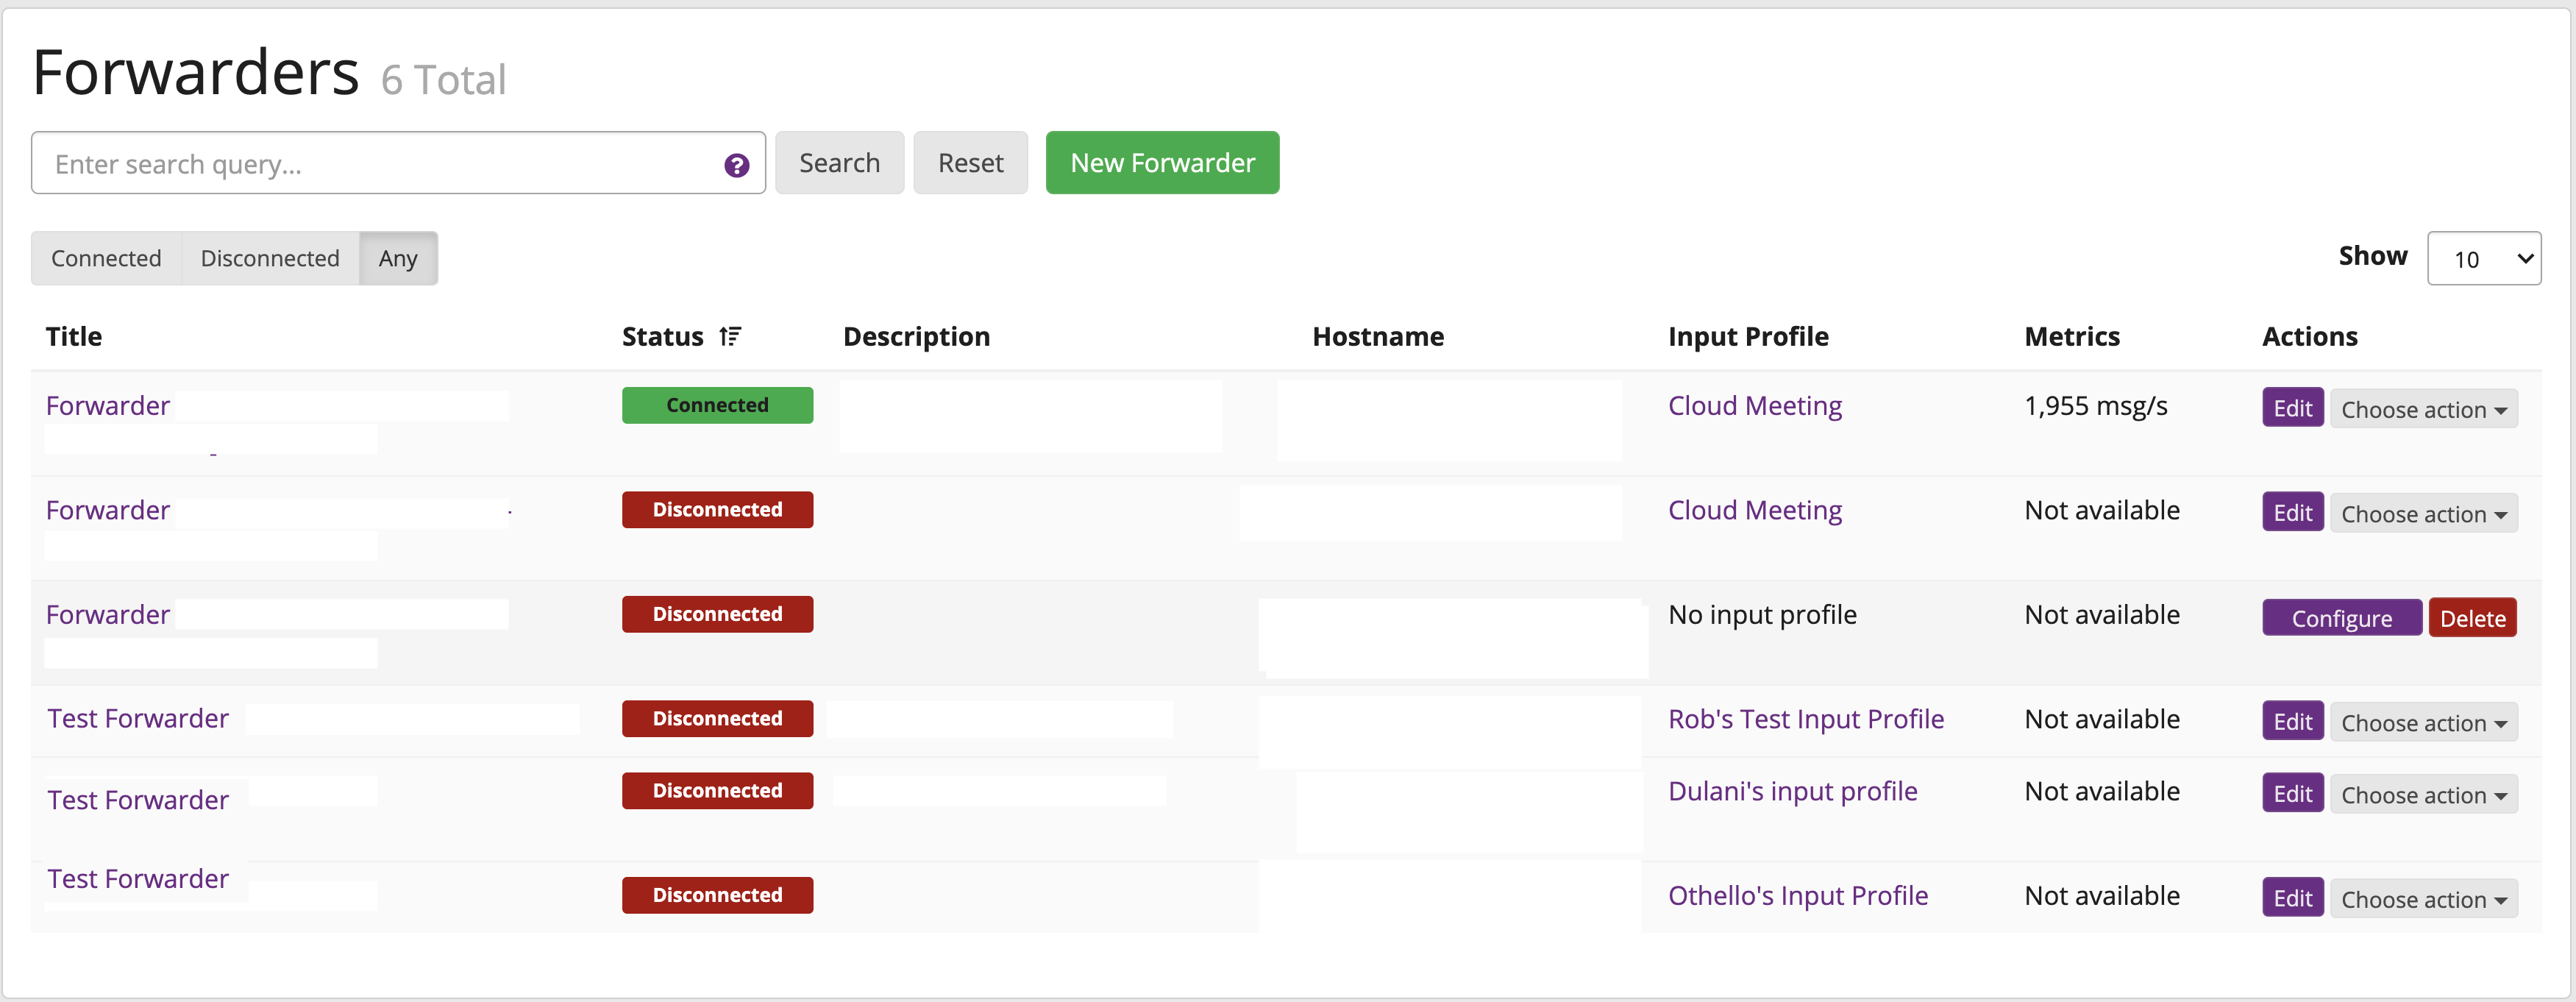 Forwarders 6 Total
Enter search query... ?
Search
Reset
New Forwarder
Connected Disconnected Any
Show 10
Title Status Description Hostname Input Profile Metrics Actions
Forwarder Connected Cloud Meeting 1,955 msg/s Edit Choose action
Forwarder Disconnected Cloud Meeting Not available Edit Choose action
Forwarder Disconnected No input profile Not available Configure Delete
Test Forwarder Disconnected Rob's Test Input Profile Not available Edit Choose action
Test Forwarder Disconnected Dulani's input profile Not available Edit Choose action
Test Forwarder Disconnected Othello's Input Profile Not available Edit Choose action